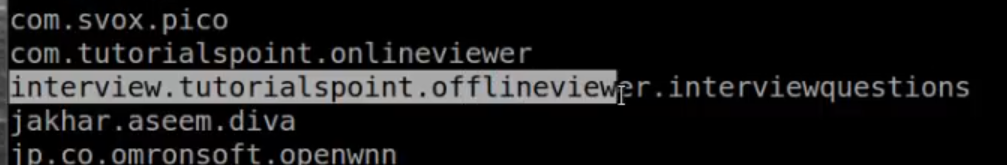 com.svox.pico
com.tutorialspoint.onlineviewer
interview.tutorialspoint.offlineviewer.interviewquestions
jakhar.aseem.diva
jp.co.omronsoft.openwnn